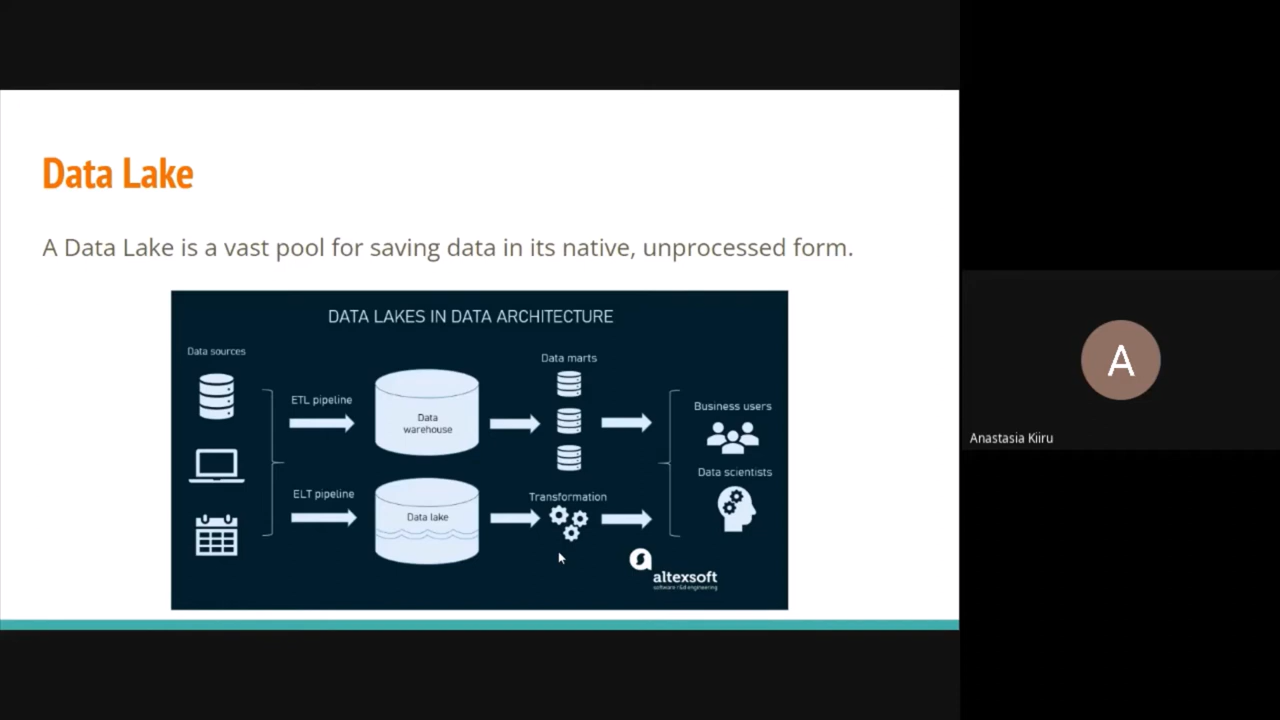 Data Lake
A Data Lake is a vast pool for saving data in its native, unprocessed form.
DATA LAKES IN DATA ARCHITECTURE
Data sources
ETL pipeline
Data
warehouse
Data marts
Business users
Data scientists
ELT pipeline
Data lake
Transformation
altexsoft
software r&d engineering
A
Anastasia Kiiru